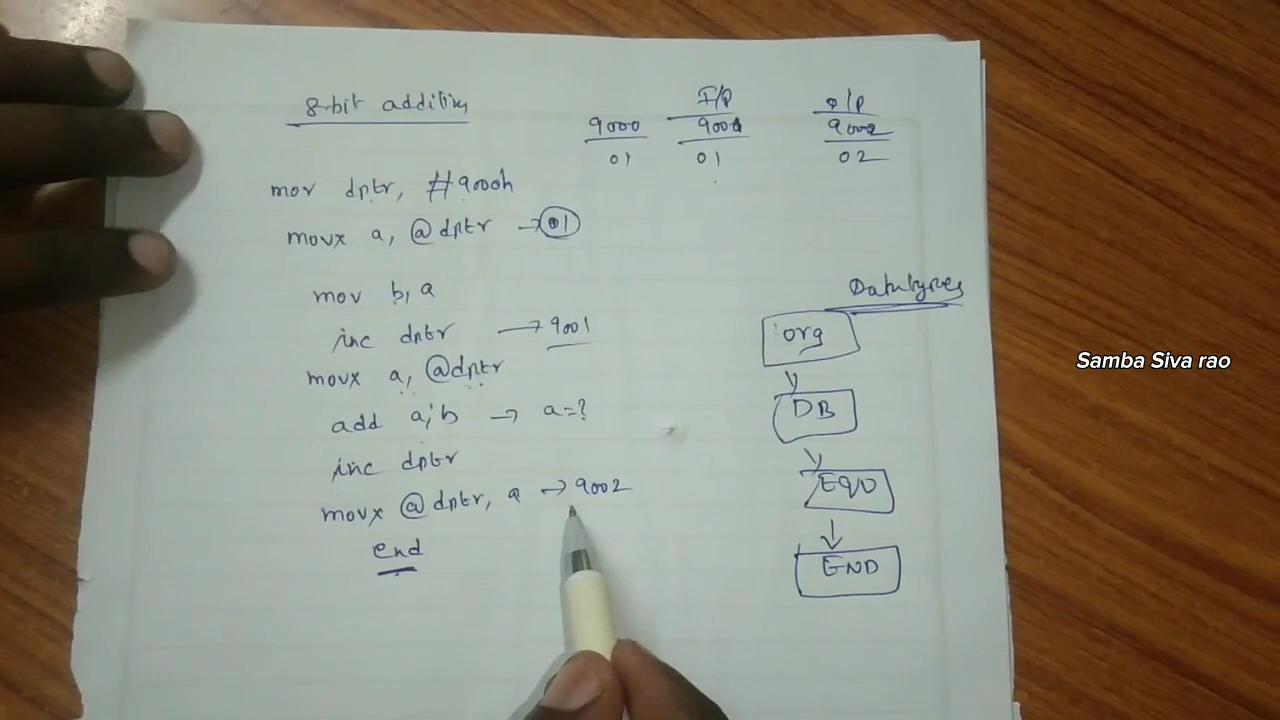 8-bit addition
I/P
O/P
9000 9001 9002
01 01 02
mov dptr, #9000h
movx a, @dptr → 01
mov b, a
inc dptr → 9001
movx a, @dptr
add a, b → a=?
inc dptr
movx @dptr, a → 9002
end
Datatypes
org
DB
EQU
END
Samba Siva rao